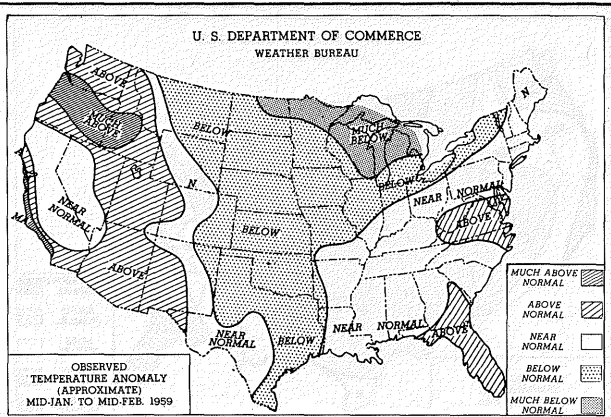 U. S. DEPARTMENT OF COMMERCE
WEATHER BUREAU
ABOVE
MUCH
ABOVE
BELOW
MUCH
BELOW
N
N
BELOW
NEAR
NORMAL
NEAR
NORMAL
A
MA
BELOW
ABOVE
ABOVE
NEAR
NORMAL
BELOW
NEAR
NORMAL
ABOVE
OBSERVED
TEMPERATURE ANOMALY
(APPROXIMATE)
MID-JAN. TO MID-FEB. 1959
MUCH ABOVE
NORMAL
ABOVE
NORMAL
NEAR
NORMAL
BELOW
NORMAL
MUCH BELOW
NORMAL